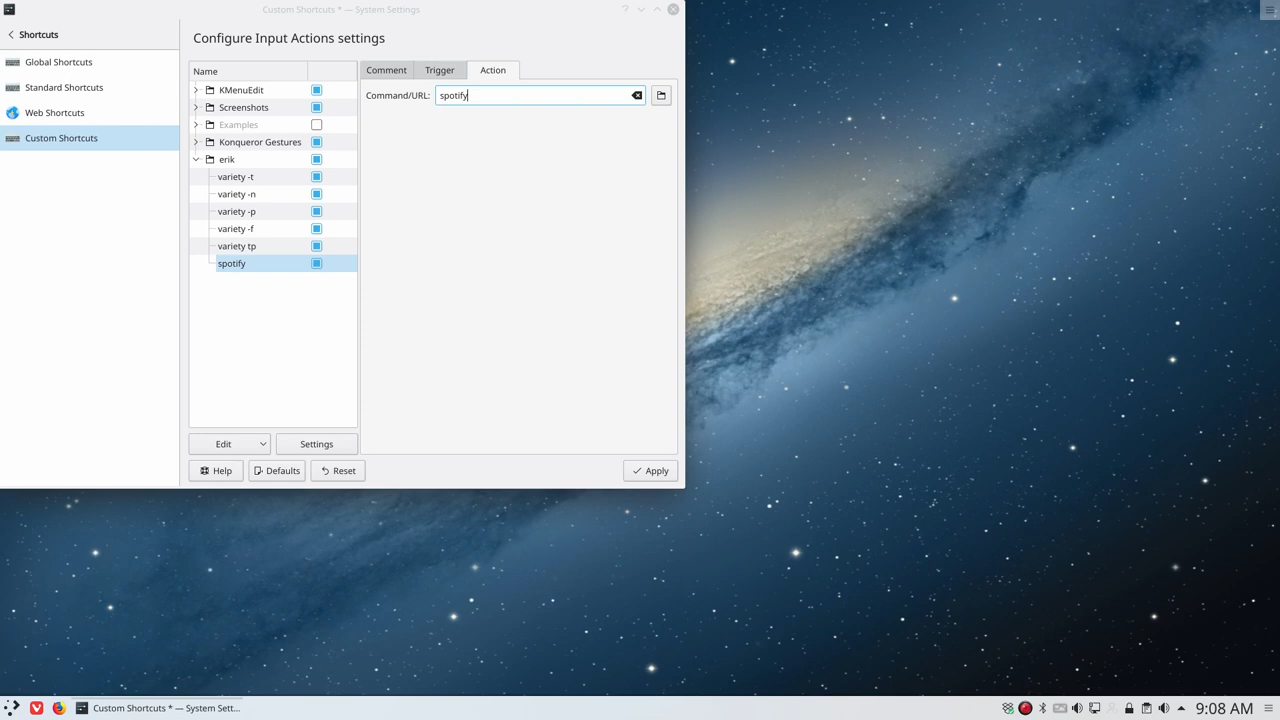 Custom Shortcuts * — System Settings
Shortcuts
Global Shortcuts
Standard Shortcuts
Web Shortcuts
Custom Shortcuts
Configure Input Actions settings
Name
KMenuEdit
Screenshots
Examples
Konqueror Gestures
erik
variety -t
variety -n
variety -p
variety -f
variety tp
spotify
Edit
Settings
Comment
Trigger
Action
Command/URL: spotify
Help
Defaults
Reset
Apply
Custom Shortcuts * — System Sett...
9:08 AM